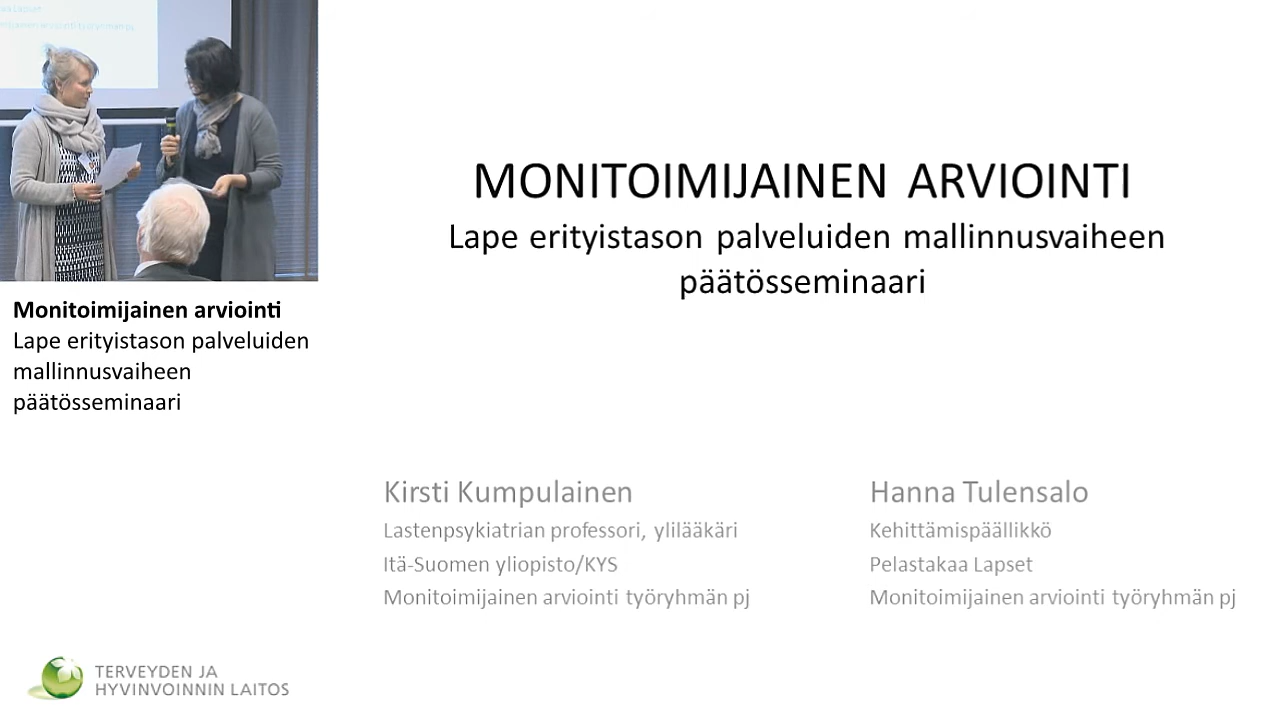 MONITOIMIJAINEN ARVIOINTI
Lape erityistason palveluiden mallinnusvaiheen
päätösseminaari
Monitoimijainen arviointi
Lape erityistason palveluiden
mallinnusvaiheen
päätösseminaari
Kirsti Kumpulainen
Lastenpsykiatrian professori, ylilääkäri
Itä-Suomen yliopisto/KYS
Monitoimijainen arviointi työryhmän pj
Hanna Tulensalo
Kehittämispäällikkö
Pelastakaa Lapset
Monitoimijainen arviointi työryhmän pj
TERVEYDEN JA
HYVINVOINNIN LAITOS